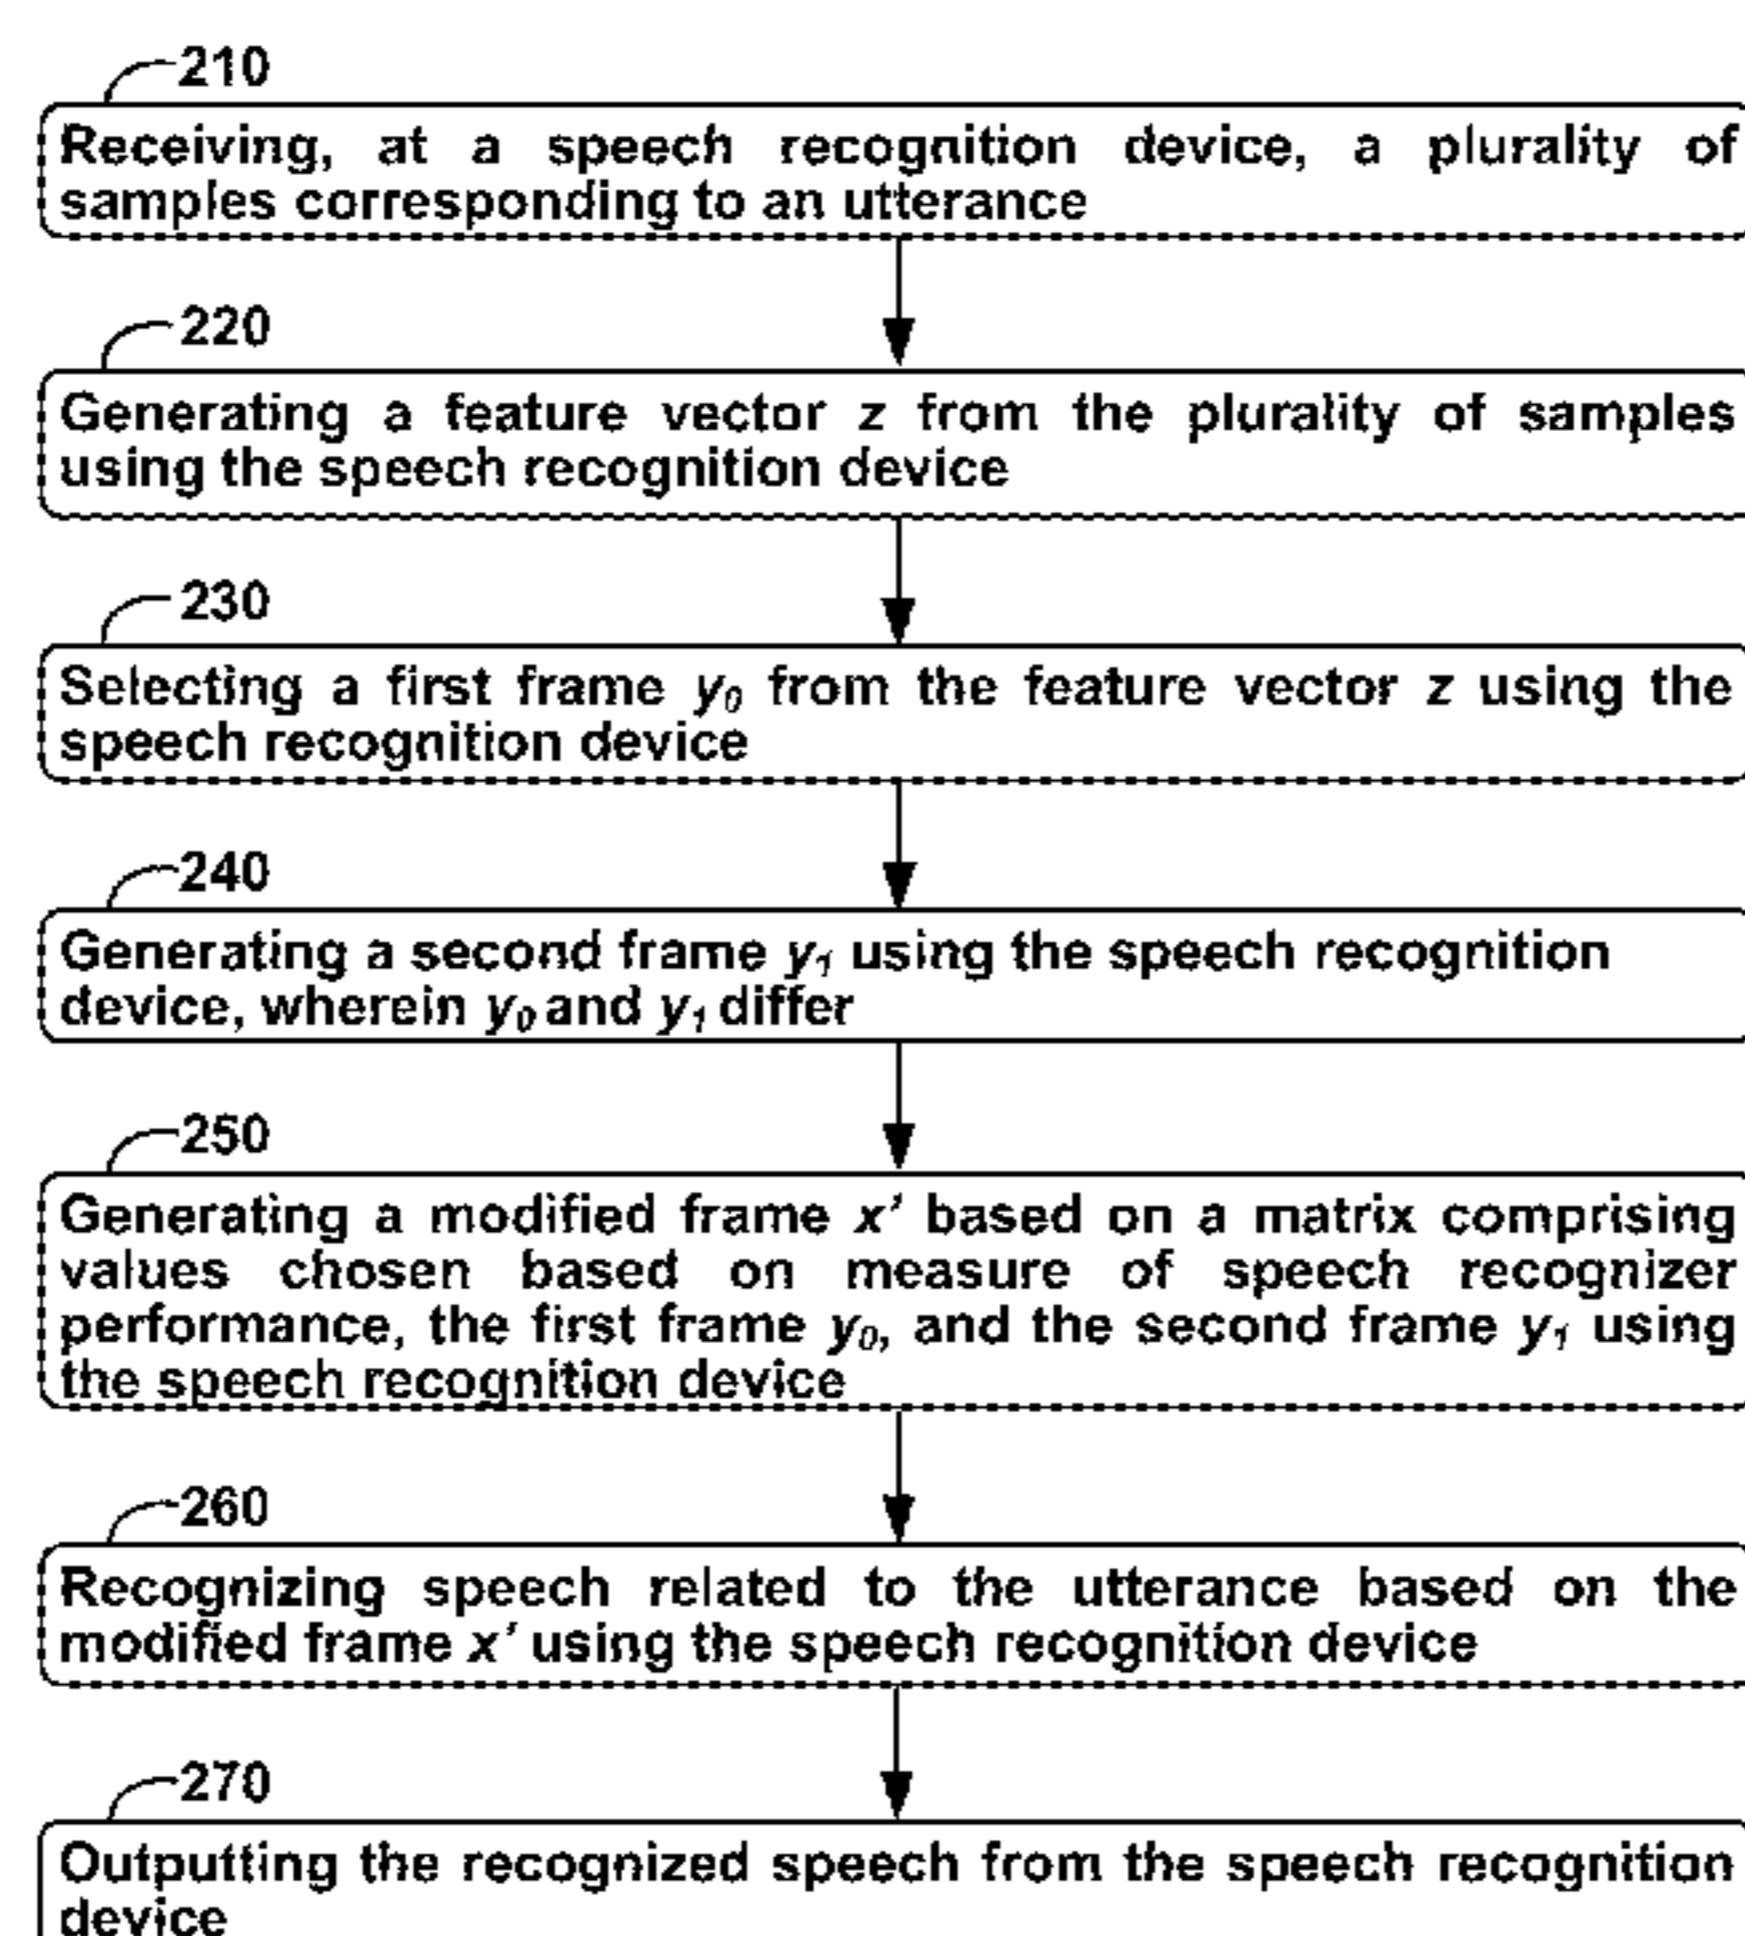 210
Receiving, at a speech recognition device, a plurality of
samples corresponding to an utterance
220
Generating a feature vector z from the plurality of samples
using the speech recognition device
230
Selecting a first frame y0 from the feature vector z using the
speech recognition device
240
Generating a second frame y1 using the speech recognition
device, wherein y0 and y1 differ
250
Generating a modified frame x' based on a matrix comprising
values chosen based on measure of speech recognizer
performance, the first frame y0, and the second frame y1 using
the speech recognition device
260
Recognizing speech related to the utterance based on the
modified frame x' using the speech recognition device
270
Outputting the recognized speech from the speech recognition
device